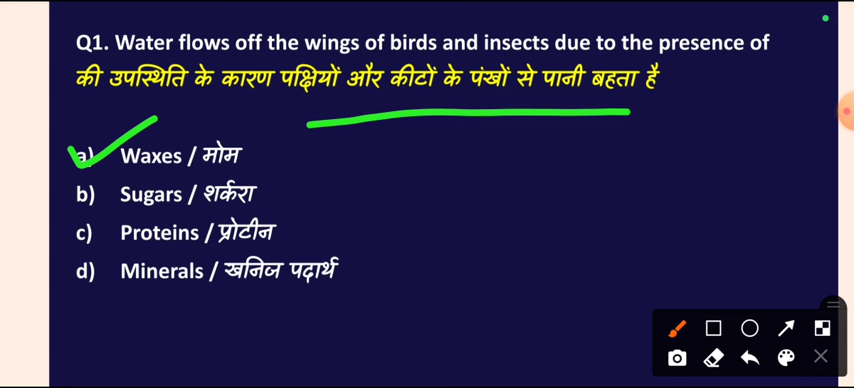 Q1. Water flows off the wings of birds and insects due to the presence of
की उपस्थिति के कारण पक्षियों और कीटों के पंखों से पानी बहता है
a) Waxes / मोम
b) Sugars / शर्करा
c) Proteins / प्रोटीन
d) Minerals / खनिज पदार्थ